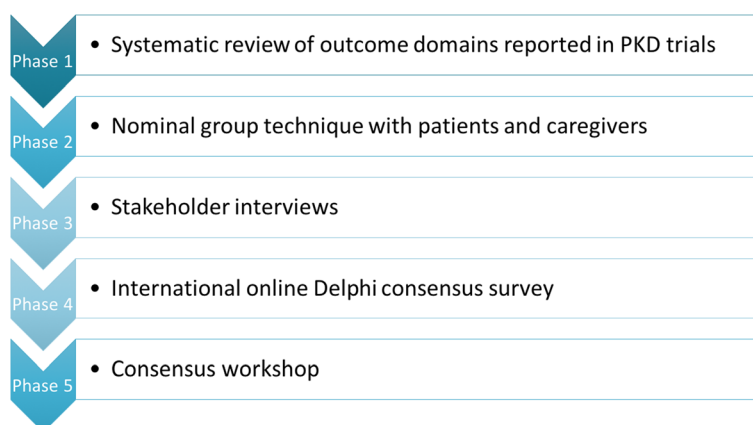 Phase 1
• Systematic review of outcome domains reported in PKD trials
Phase 2
• Nominal group technique with patients and caregivers
Phase 3
• Stakeholder interviews
Phase 4
• International online Delphi consensus survey
Phase 5
• Consensus workshop